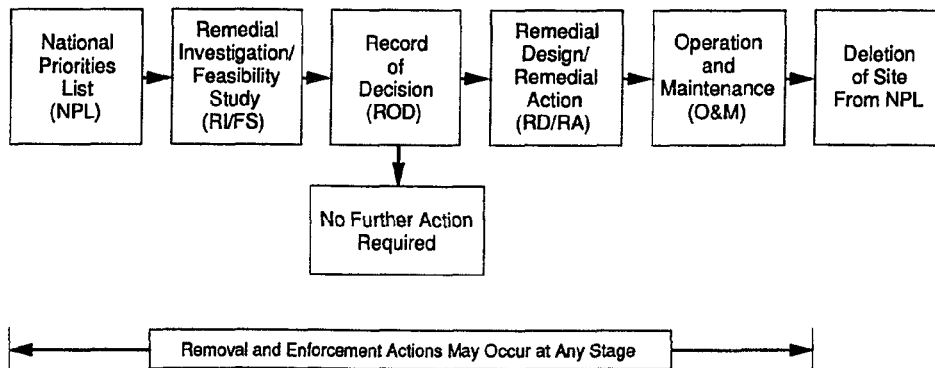 National
Priorities
List
(NPL)
Remedial
Investigation/
Feasibility
Study
(RI/FS)
Record
of
Decision
(ROD)
Remedial
Design/
Remedial
Action
(RD/RA)
Operation
and
Maintenance
(O&M)
Deletion
of Site
From NPL
No Further Action
Required
Removal and Enforcement Actions May Occur at Any Stage